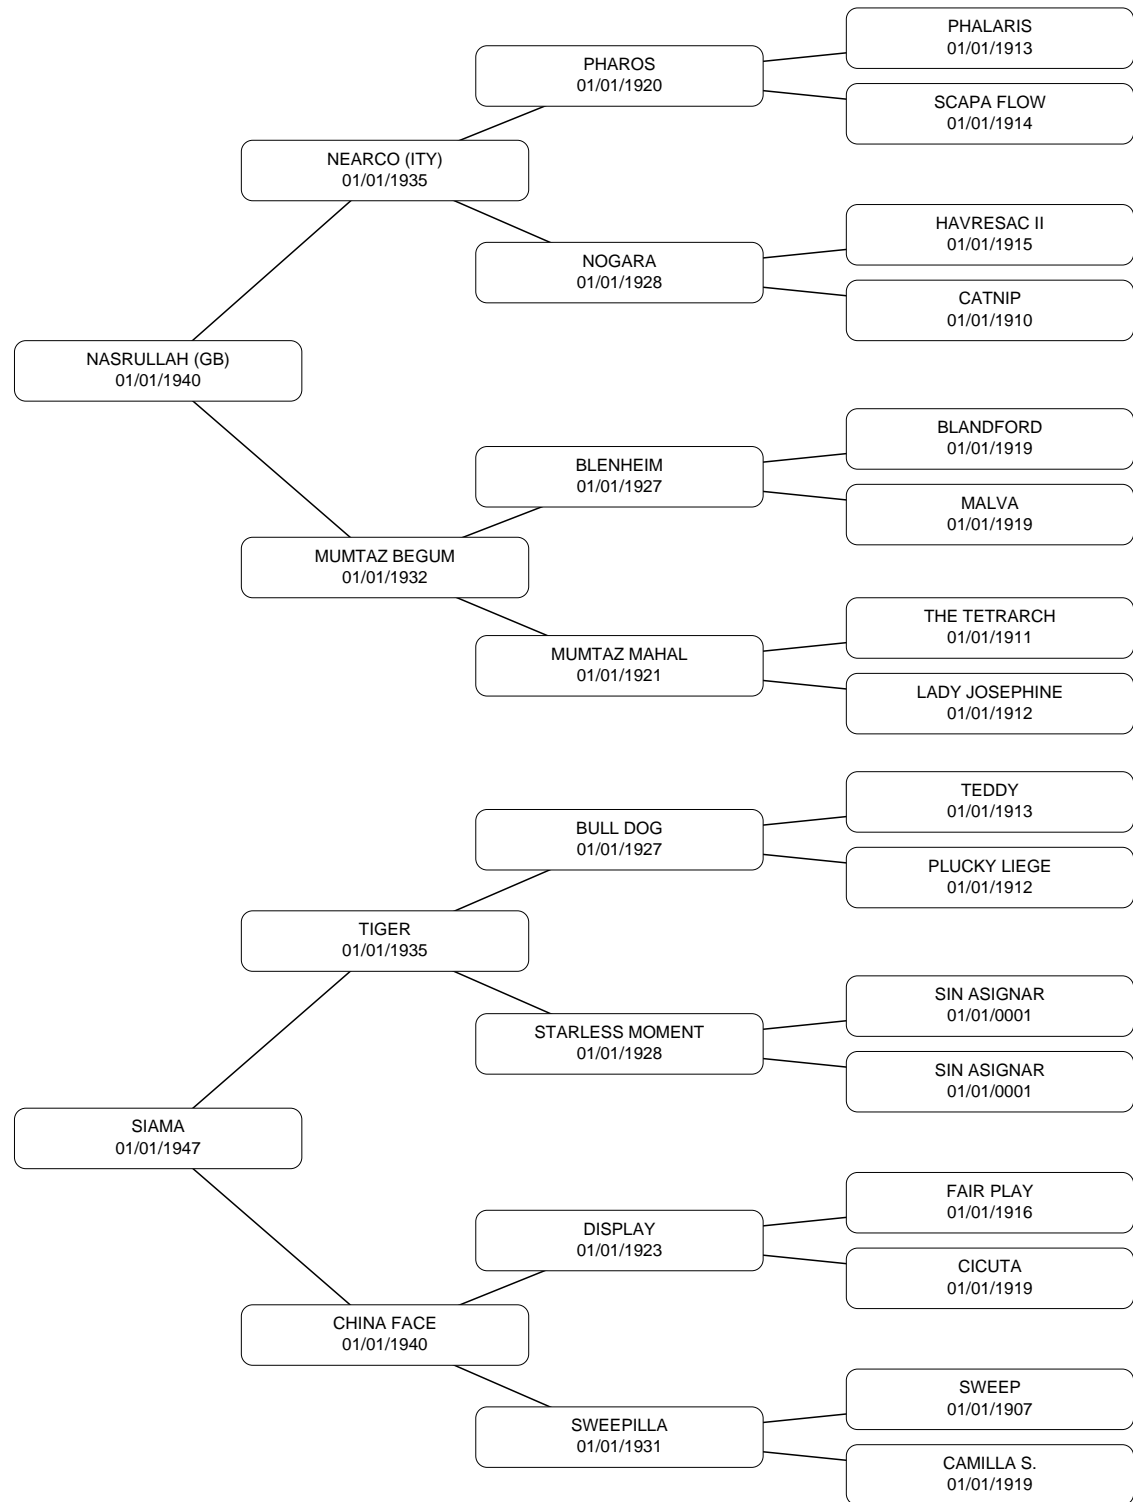 PHALARIS
01/01/1913
PHAROS
01/01/1920
SCAPA FLOW
01/01/1914
NEARCO (ITY)
01/01/1935
HAVRESAC II
01/01/1915
NOGARA
01/01/1928
CATNIP
01/01/1910
NASRULLAH (GB)
01/01/1940
BLANDFORD
01/01/1919
BLENHEIM
01/01/1927
MALVA
01/01/1919
MUMTAZ BEGUM
01/01/1932
THE TETRARCH
01/01/1911
MUMTAZ MAHAL
01/01/1921
LADY JOSEPHINE
01/01/1912
TEDDY
01/01/1913
BULL DOG
01/01/1927
PLUCKY LIEGE
01/01/1912
TIGER
01/01/1935
SIN ASIGNAR
01/01/0001
STARLESS MOMENT
01/01/1928
SIN ASIGNAR
01/01/0001
SIAMA
01/01/1947
FAIR PLAY
01/01/1916
DISPLAY
01/01/1923
CICUTA
01/01/1919
CHINA FACE
01/01/1940
SWEEP
01/01/1907
SWEEPILLA
01/01/1931
CAMILLA S.
01/01/1919